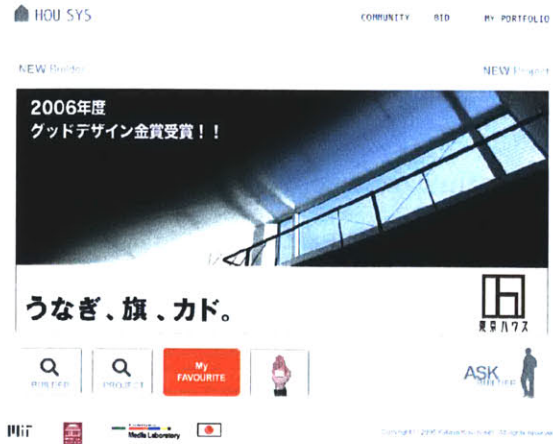 HOU SYS
COMMUNITY BID MY PORTFOLIO
NEW Builder
NEW Project
2006年度
グッドデザイン金賞受賞！！
うなぎ、旗、カド。
東京ハウス
BUILDER
PROJECT
My
FAVOURITE
ASK
MIT
Media Laboratory